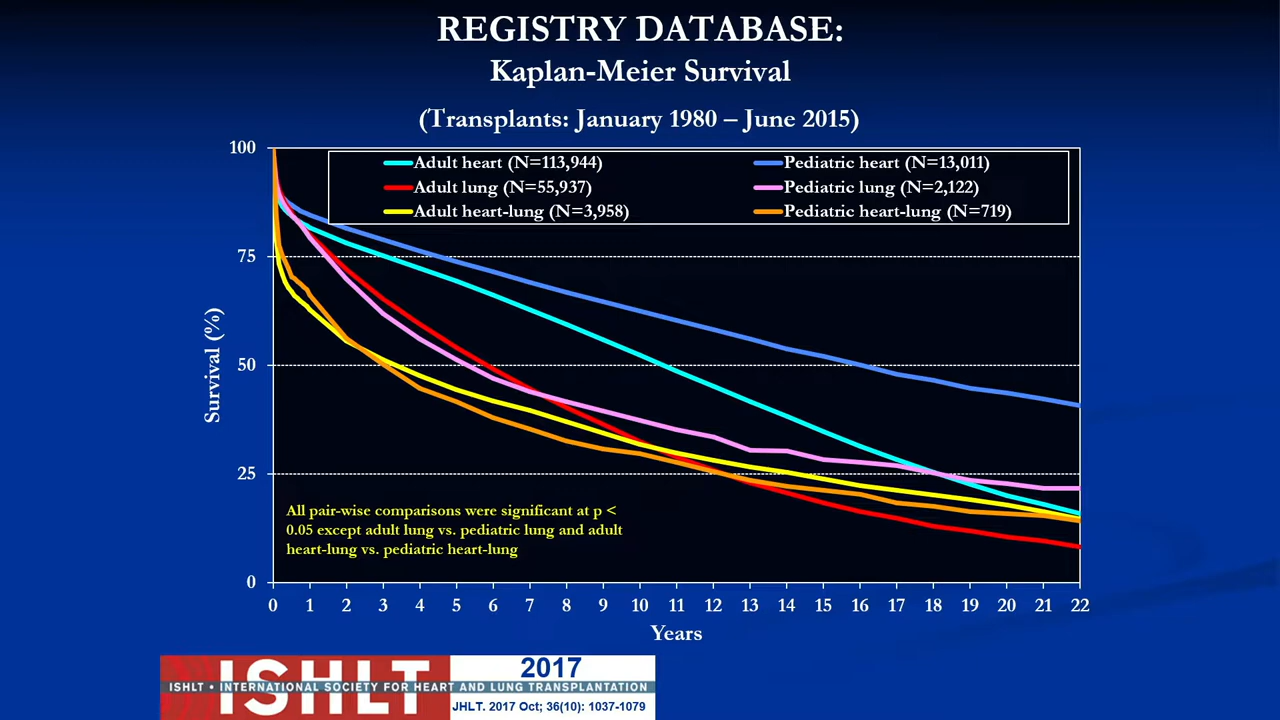 REGISTRY DATABASE:
Kaplan-Meier Survival
(Transplants: January 1980 – June 2015)
Adult heart (N=113,944)
Pediatric heart (N=13,011)
Adult lung (N=55,937)
Pediatric lung (N=2,122)
Adult heart-lung (N=3,958)
Pediatric heart-lung (N=719)
100
75
50
25
0
Survival (%)
All pair-wise comparisons were significant at p <
0.05 except adult lung vs. pediatric lung and adult
heart-lung vs. pediatric heart-lung
0 1 2 3 4 5 6 7 8 9 10 11 12 13 14 15 16 17 18 19 20 21 22
Years
ISHLT
2017
ISHLT • INTERNATIONAL SOCIETY FOR HEART AND LUNG TRANSPLANTATION
JHLT. 2017 Oct; 36(10): 1037-1079